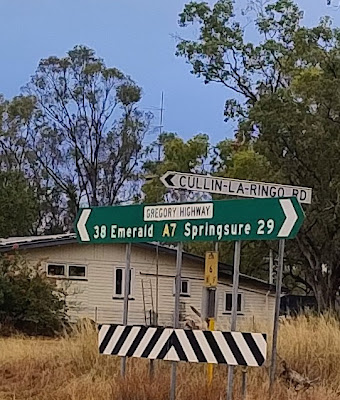 CULLIN-LA-RINGO RD
GREGORY HIGHWAY
38 Emerald A7 Springsure 29